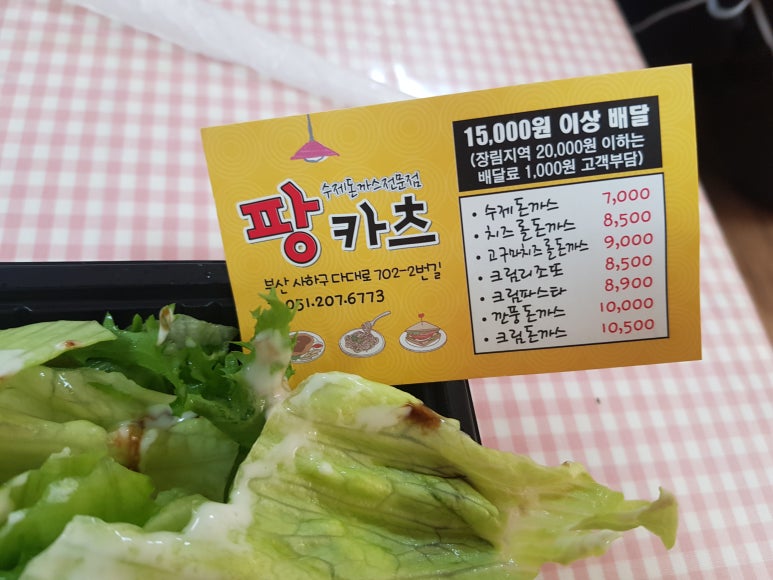 수제돈까스전문점
팡카츠
부산 사하구 다대로 702-2번길
051.207.6773
15,000원 이상 배달
(장림지역 20,000원 이하는
배달료 1,000원 고객부담)
• 수제돈까스 7,000
• 치즈롤돈까스 8,500
• 고구마치즈롤돈까스 9,000
• 크림리조또 8,500
• 크림파스타 8,900
• 깐풍돈까스 10,000
• 크림돈까스 10,500